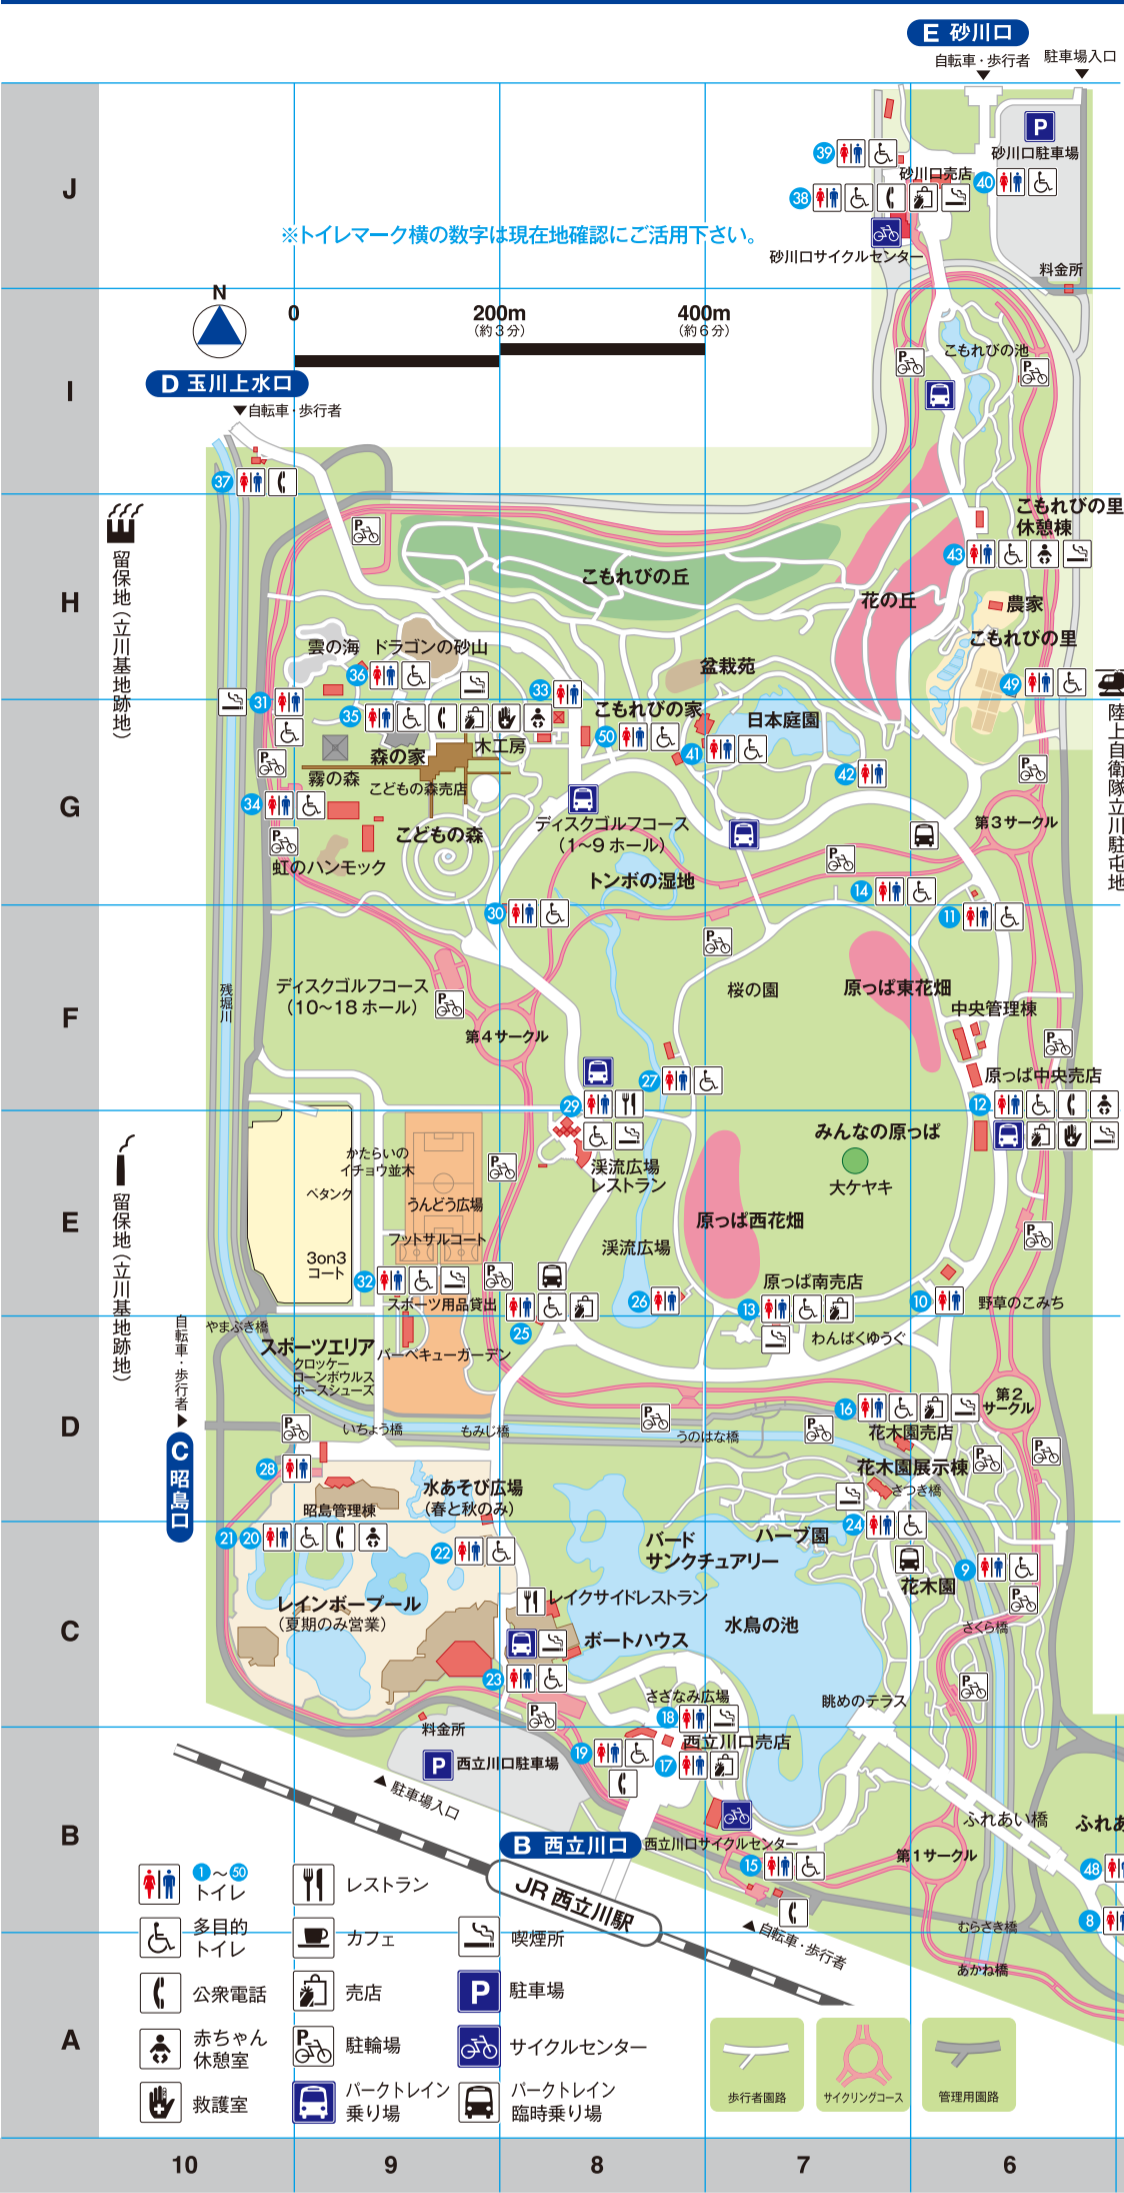 E 砂川口
自転車・歩行者
駐車場入口
J
39
砂川口駐車場
P
砂川口売店
40
38
※トイレマーク横の数字は現在地確認にご活用下さい。
砂川口サイクルセンター
料金所
N
0
200m
(約3分)
400m
(約6分)
こもれびの池
P
P
I
D 玉川上水口
▼自転車・歩行者
37
留保地(立川基地跡地)
こもれびの里
休憩棟
43
P
こもれびの丘
H
花の丘
農家
こもれびの里
雲の海
ドラゴンの砂山
盆栽苑
36
49
33
31
こもれびの家
35
日本庭園
50
41
陸上自衛隊立川駐屯地
森の家
木工房
P
霧の森
こどもの森売店
42
P
G
34
ディスクゴルフコース
(1~9 ホール)
第3サークル
こどもの森
P
虹のハンモック
P
トンボの湿地
14
30
11
P
残堀川
ディスクゴルフコース
(10~18 ホール)
P
桜の園
原っぱ東花畑
中央管理棟
F
第4サークル
P
原っぱ中央売店
27
29
12
みんなの原っぱ
大ケヤキ
かたらいの
イチョウ並木
P
渓流広場
レストラン
ペタンク
うんどう広場
留保地(立川基地跡地)
E
原っぱ西花畑
P
フットサルコート
渓流広場
3on3
コート
32
P
原っぱ南売店
スポーツ用品貸出
26
13
10
野草のこみち
25
やまぶき橋
自転車・歩行者
わんぱくゆうぐ
スポーツエリア
バーベキューガーデン
クロッケー
ローンボウルス
ホースシューズ
第2
サークル
16
D
P
いちょう橋
もみじ橋
P
うのはな橋
P
花木園売店
P
P
C 昭島口
28
花木園展示棟
さつき橋
水あそび広場
(春と秋のみ)
昭島管理棟
24
21
20
22
バード
サンクチュアリー
ハーブ園
9
花木園
レインボープール
(夏期のみ営業)
レイクサイドレストラン
P
C
ボートハウス
水鳥の池
さくら橋
23
さざなみ広場
眺めのテラス
P
P
18
料金所
19
17
西立川口売店
P
西立川口駐車場
駐車場入口
ふれあい橋
ふれあ
B
B 西立川口
西立川口サイクルセンター
第1サークル
15
48
JR 西立川駅
8
自転車・歩行者
むらさき橋
あかね橋
1~50
トイレ
レストラン
多目的
トイレ
カフェ
喫煙所
公衆電話
売店
P
駐車場
A
赤ちゃん
休憩室
P
駐輪場
サイクルセンター
救護室
パークトレイン
乗り場
パークトレイン
臨時乗り場
歩行者園路
サイクリングコース
管理用園路
10
9
8
7
6